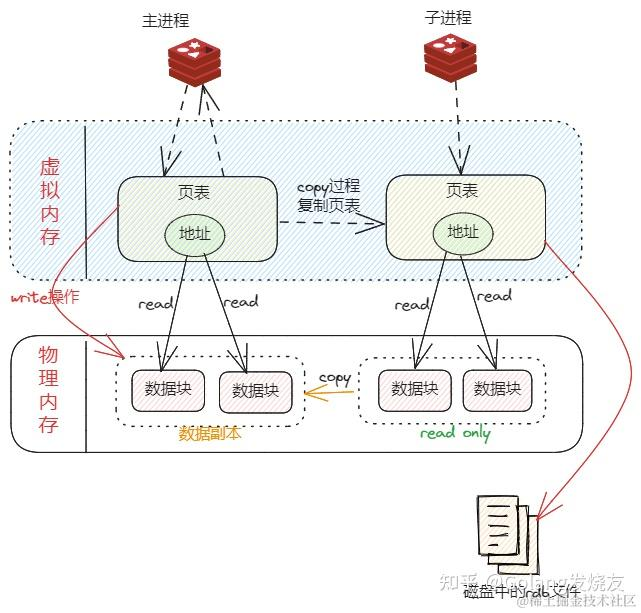 主进程
子进程
虚拟内存
页表
地址
copy过程
复制页表
页表
地址
write操作
read
read
read
read
物理内存
数据块
数据块
copy
数据块
数据块
数据副本
read only
知乎 @Golang发烧友
磁盘中的rdb文件
@稀土掘金技术社区